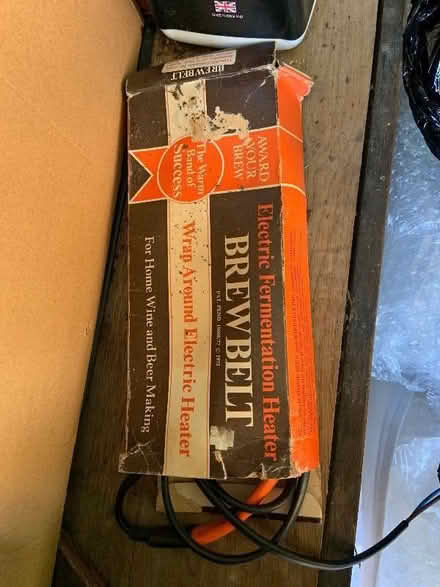 BREWBELT
AWARD
YOUR
BREW
The Warm
Band of
Success
Electric Fermentation Heater
BREWBELT
Wrap Around Electric Heater
For Home Wine and Beer Making